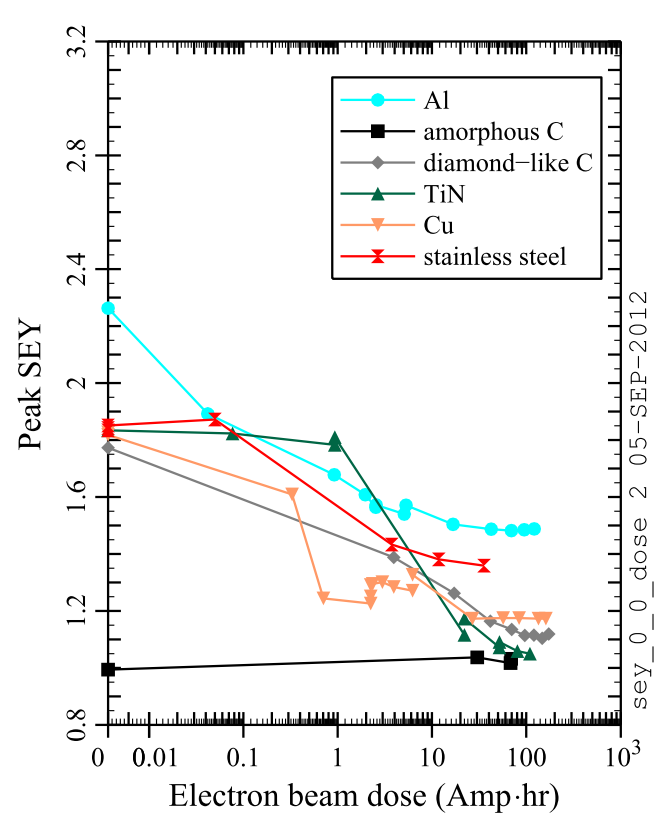 3.2
2.8
2.4
2
1.6
1.2
0.8
Peak SEY
Al
amorphous C
diamond−like C
TiN
Cu
stainless steel
0 0.01 0.1 1 10 100 10³
Electron beam dose (Amp·hr)
sey_0_0_dose 2 05-SEP-2012